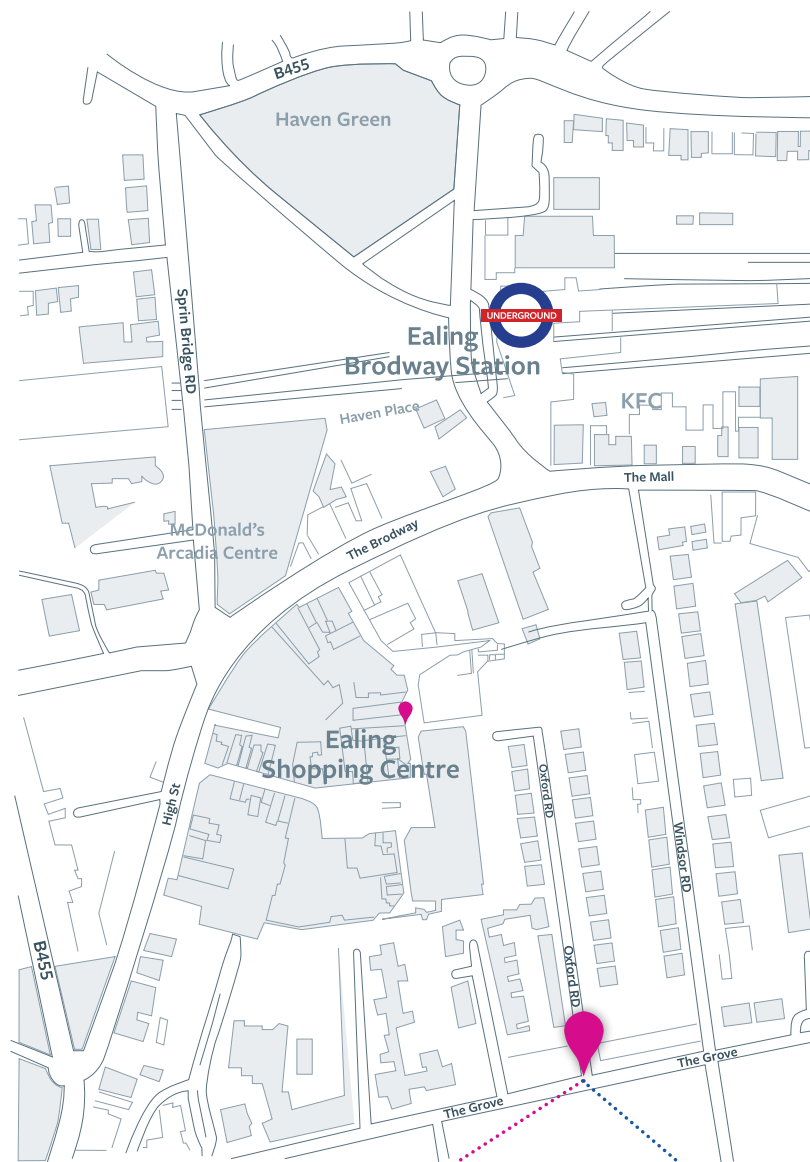 B455
Haven Green
Sprin Bridge RD
UNDERGROUND
Ealing
Brodway Station
Haven Place
KFC
The Mall
McDonald's
Arcadia Centre
The Brodway
Ealing
Shopping Centre
High St
Oxford RD
Windsor RD
B455
Oxford RD
The Grove
The Grove